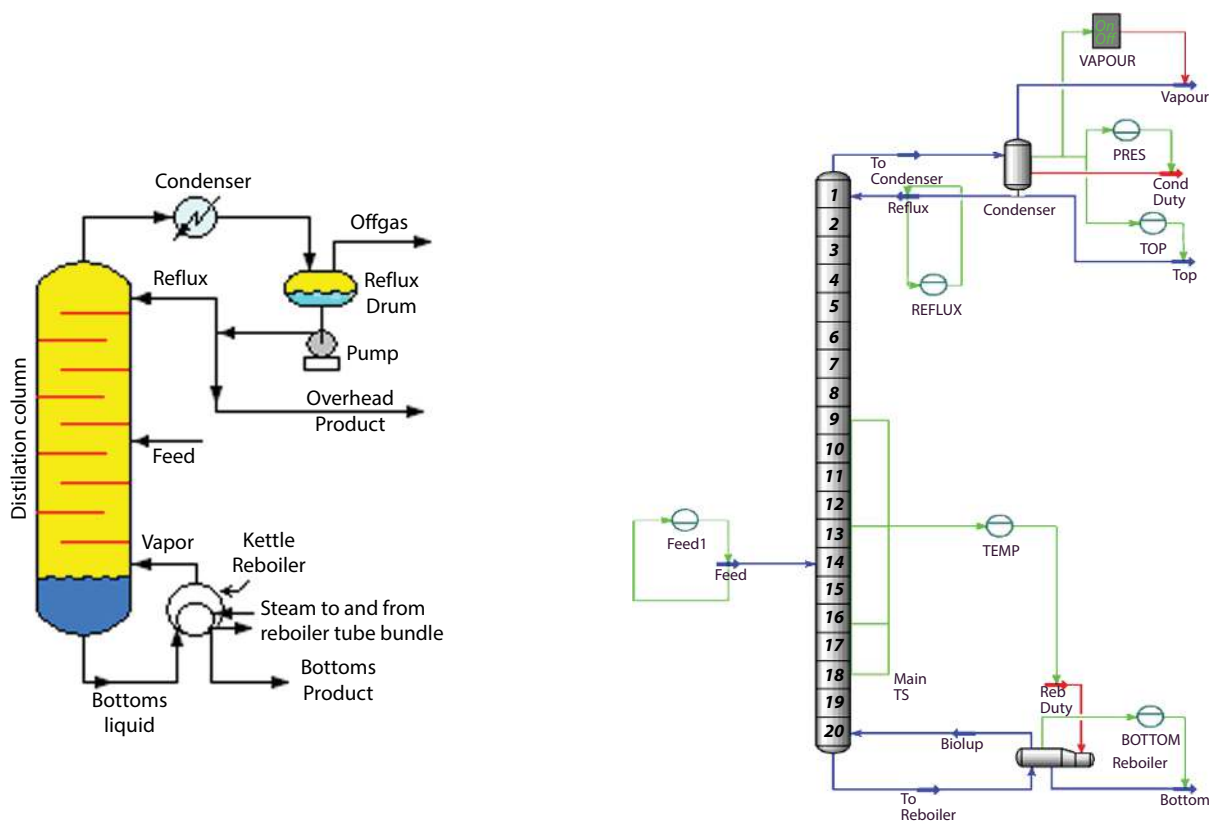 Condenser
Offgas
Reflux
Reflux
Drum
Pump
Overhead
Product
Distilation column
Feed
Vapor
Kettle
Reboiler
Steam to and from
reboiler tube bundle
Bottoms
Product
Bottoms
liquid
On
Off
VAPOUR
Vapour
To
Condenser
PRES
Cond
Duty
Reflux
Condenser
TOP
Top
REFLUX
1
2
3
4
5
6
7
8
9
10
11
12
13
14
15
16
17
18
19
20
Feed1
Feed
TEMP
Main
TS
Reb
Duty
BOTTOM
Biolup
Reboiler
To
Reboiler
Bottom